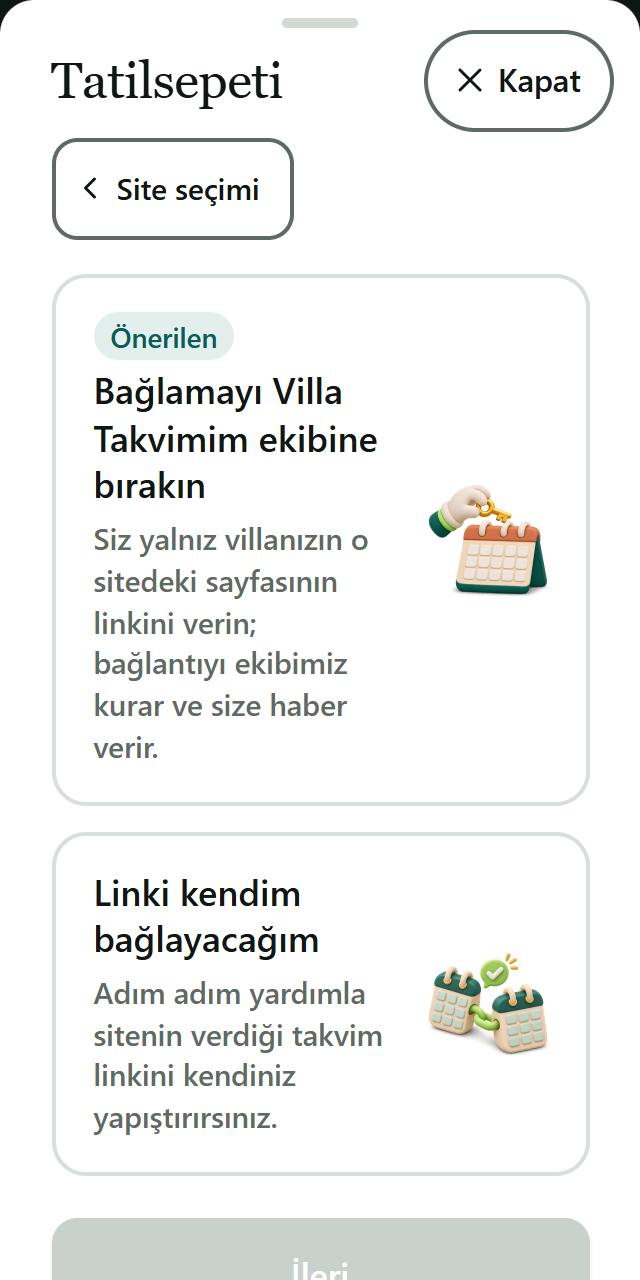 Tatilsepeti
Kapat
Site seçimi
Önerilen
Bağlamayı Villa
Takvimim ekibine
bırakın
Siz yalnız villanızın o
sitedeki sayfasının
linkini verin;
bağlantıyı ekibimiz
kurar ve size haber
verir.
Linki kendim
bağlayacağım
Adım adım yardımla
sitenin verdiği takvim
linkini kendiniz
yapıştırırsınız.
İleri